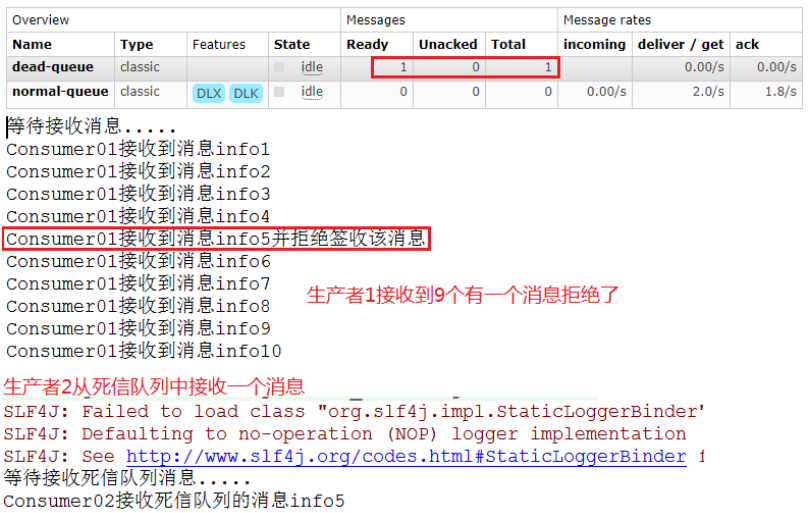 Overview Messages Message rates
Name Type Features State Ready Unacked Total incoming deliver / get ack
dead-queue classic idle 1 0 1 0.00/s 0.00/s
normal-queue classic DLX DLK idle 0 0 0 0.00/s 2.0/s 1.8/s
等待接收消息.....
Consumer01接收到消息info1
Consumer01接收到消息info2
Consumer01接收到消息info3
Consumer01接收到消息info4
Consumer01接收到消息info5并拒绝签收该消息
Consumer01接收到消息info6
Consumer01接收到消息info7
生产者1接收到9个有一个消息拒绝了
Consumer01接收到消息info8
Consumer01接收到消息info9
Consumer01接收到消息info10
生产者2从死信队列中接收一个消息
SLF4J: Failed to load class "org.slf4j.impl.StaticLoggerBinder"
SLF4J: Defaulting to no-operation (NOP) logger implementation
SLF4J: See http://www.slf4j.org/codes.html#StaticLoggerBinder f
等待接收死信队列消息.....
Consumer02接收死信队列的消息info5